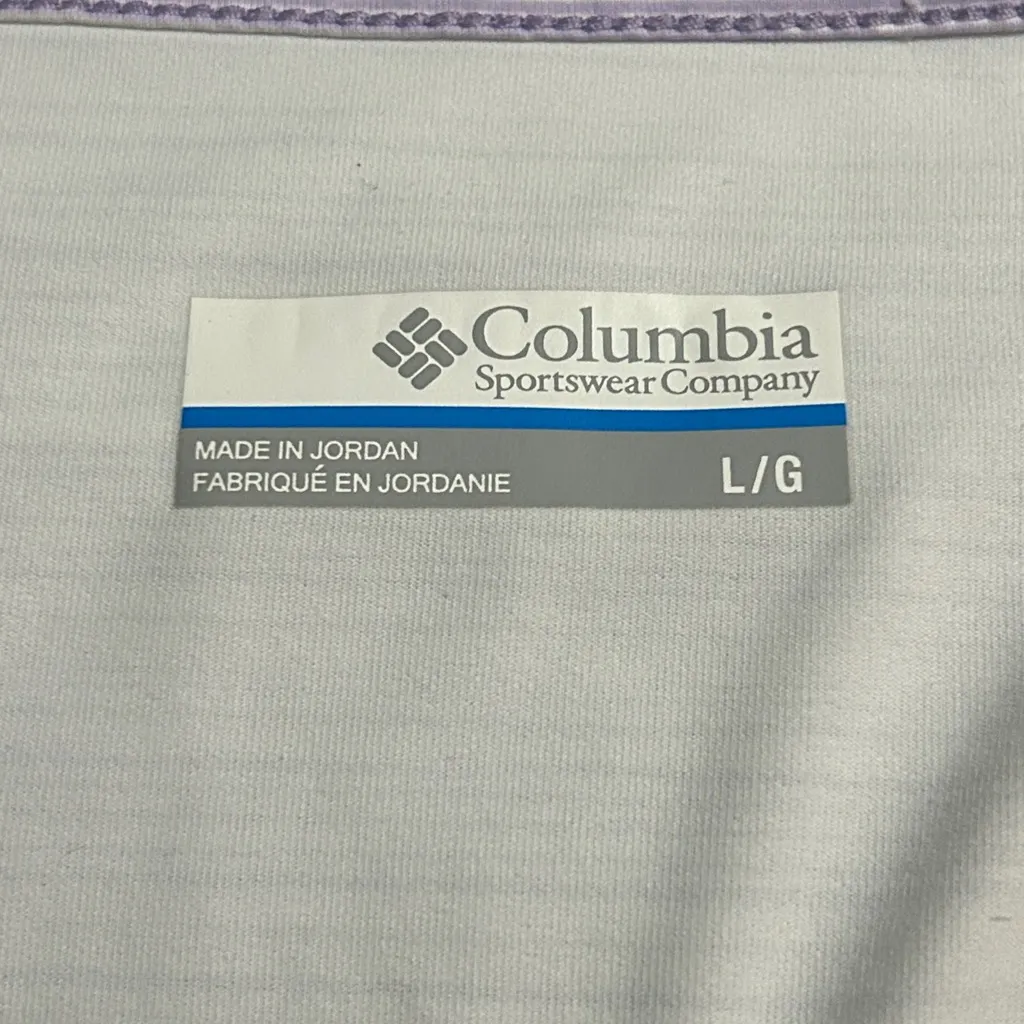 Columbia
Sportswear Company
MADE IN JORDAN
FABRIQUÉ EN JORDANIE
L/G